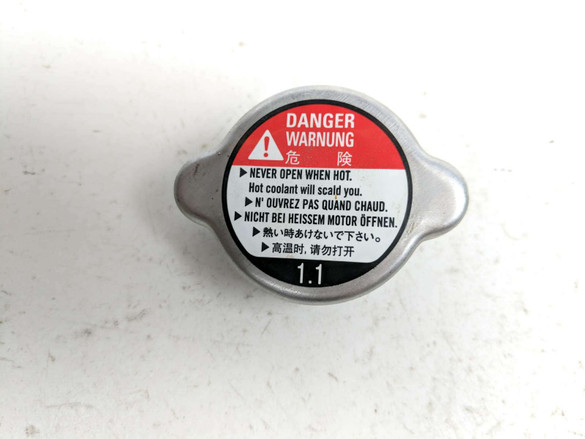 DANGER
WARNUNG
危 険
▶ NEVER OPEN WHEN HOT.
Hot coolant will scald you.
▶ N' OUVREZ PAS QUAND CHAUD.
▶ NICHT BEI HEISSEM MOTOR ÖFFNEN.
▶ 熱い時あけないで下さい。
▶ 高温时, 请勿打开
1.1